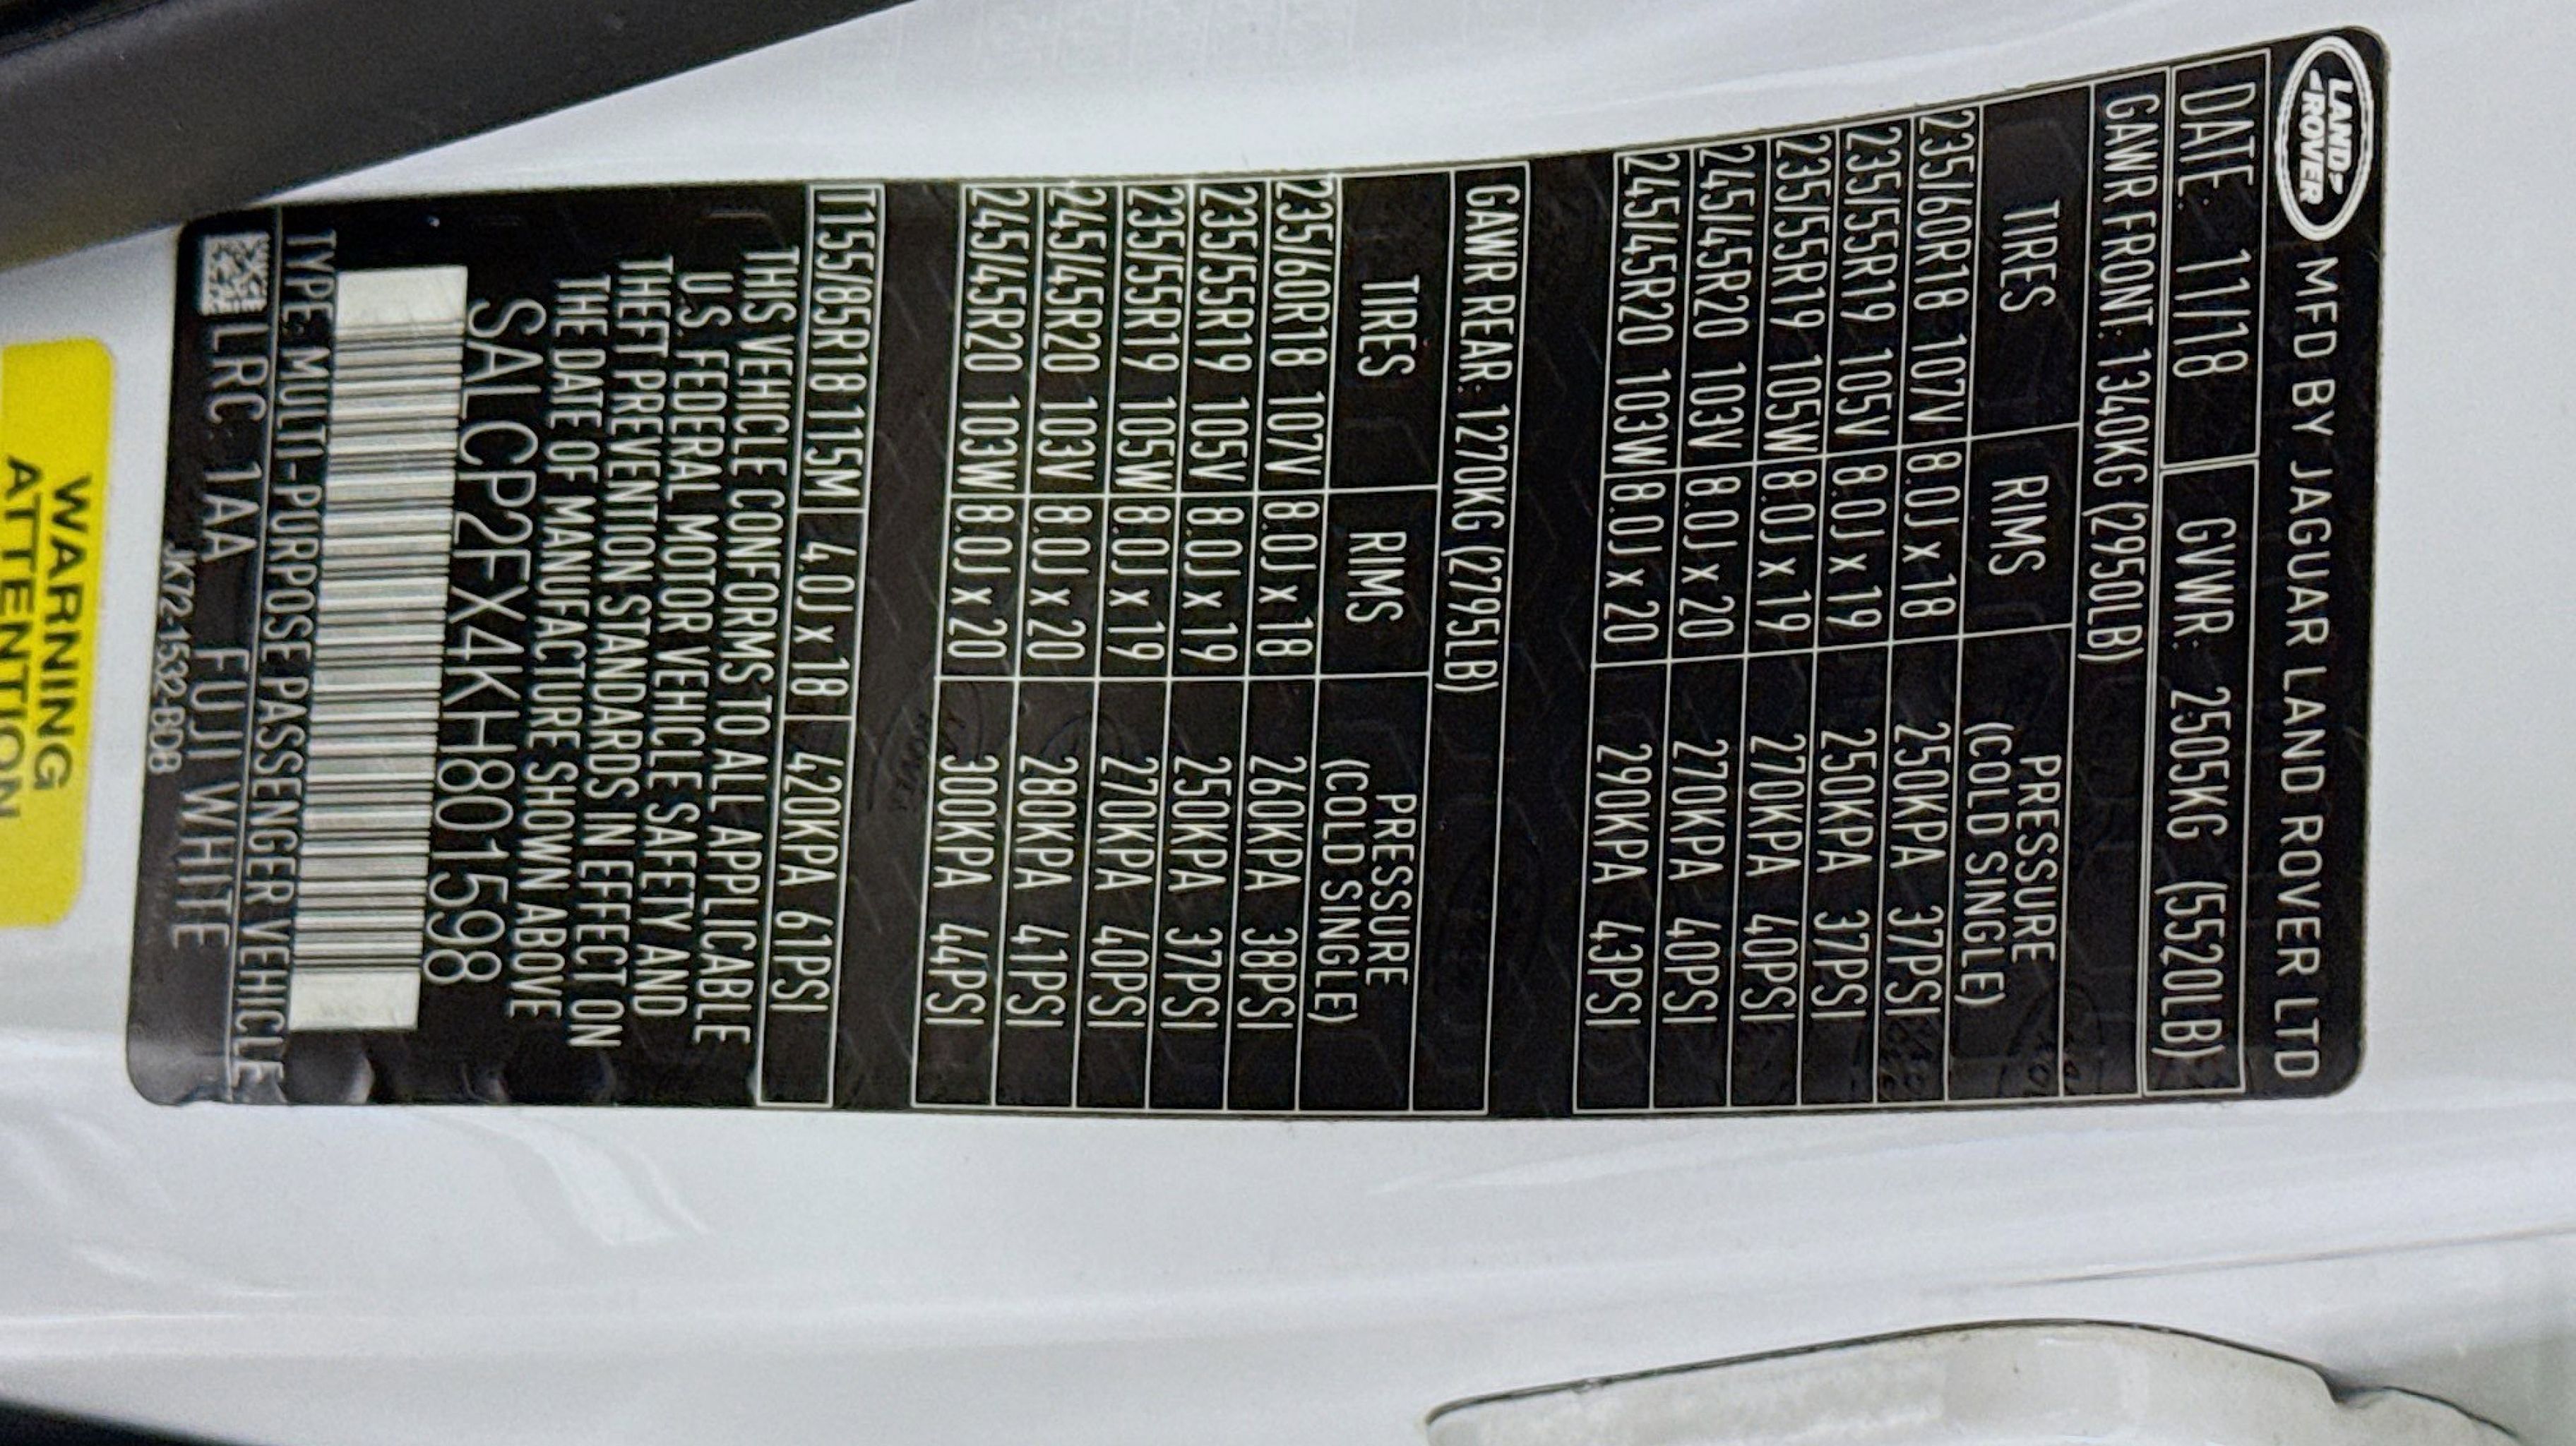 LAND ROVER MFD BY JAGUAR LAND ROVER LTD
DATE: 11/18 GVWR: 2505KG (5520LB)
GAWR FRONT: 1340KG (2950LB)
TIRES RIMS PRESSURE (COLD SINGLE)
235/60R18 107V 8.0J x 18 250KPA 37PSI
235/55R19 105V 8.0J x 19 250KPA 37PSI
235/55R19 105W 8.0J x 19 270KPA 40PSI
245/45R20 103V 8.0J x 20 270KPA 40PSI
245/45R20 103W 8.0J x 20 290KPA 43PSI
GAWR REAR: 1270KG (2795LB)
TIRES RIMS PRESSURE (COLD SINGLE)
235/60R18 107V 8.0J x 18 260KPA 38PSI
235/55R19 105V 8.0J x 19 250KPA 37PSI
235/55R19 105W 8.0J x 19 270KPA 40PSI
245/45R20 103V 8.0J x 20 280KPA 41PSI
245/45R20 103W 8.0J x 20 300KPA 44PSI
T155/85R18 115M 4.0J x 18 420KPA 61PSI
THIS VEHICLE CONFORMS TO ALL APPLICABLE
U.S. FEDERAL MOTOR VEHICLE SAFETY AND
THEFT PREVENTION STANDARDS IN EFFECT ON
THE DATE OF MANUFACTURE SHOWN ABOVE
SALCP2FX4KH801598
TYPE: MULTI-PURPOSE PASSENGER VEHICLE
LRC: 1AA FUJI WHITE
JK72-1532-BDB
WARNING
ATTENTION